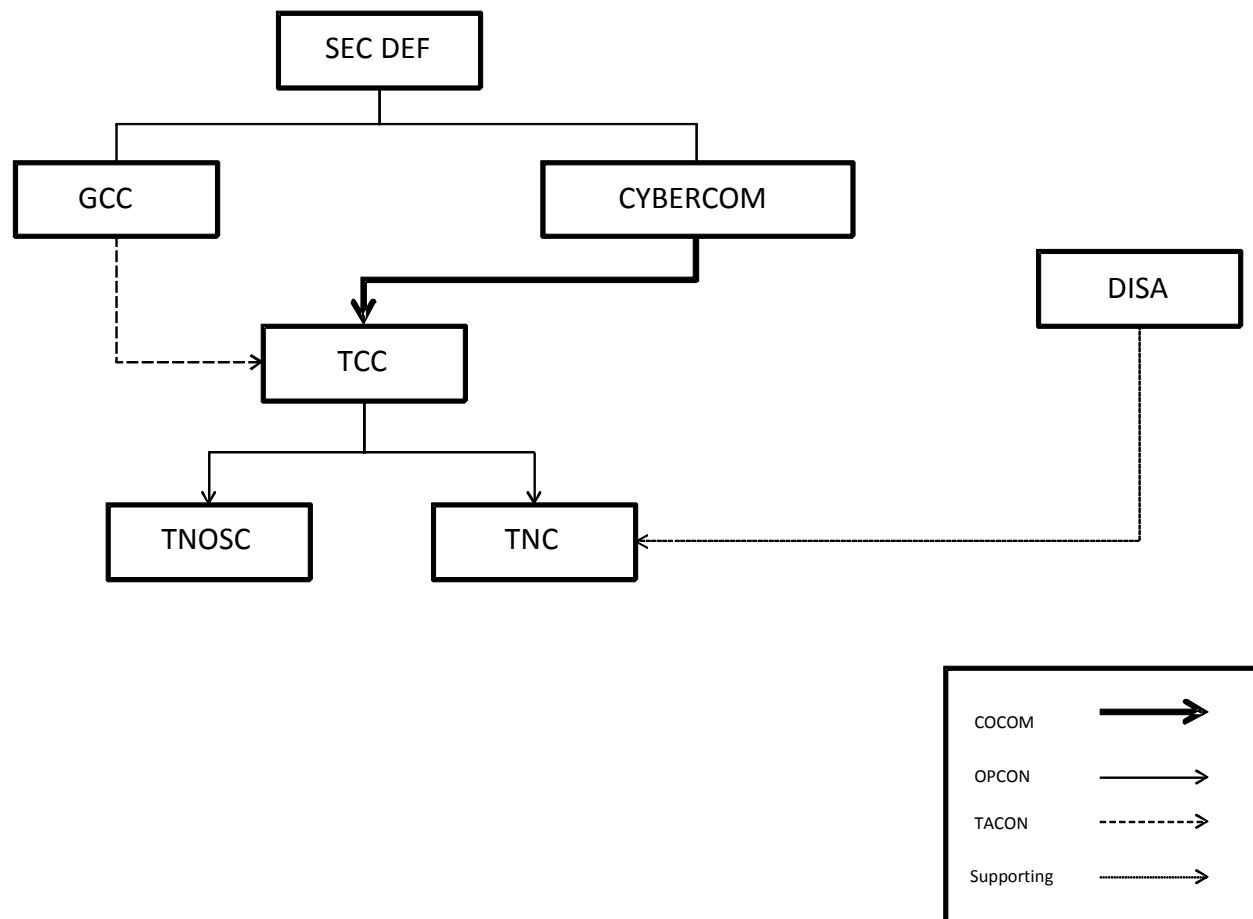 SEC DEF
GCC
CYBERCOM
DISA
TCC
TNOSC
TNC
COCOM
OPCON
TACON
Supporting